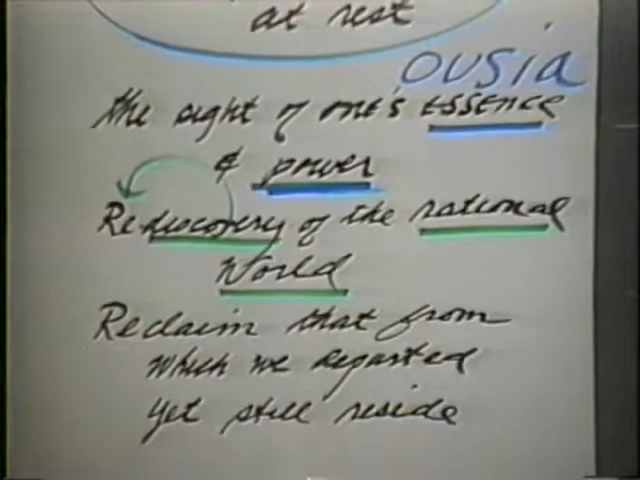 at rest
ousia
the sight of one's essence
& power
Rediscovery of the rational
World
Reclaim that from
which we departed
yet still reside